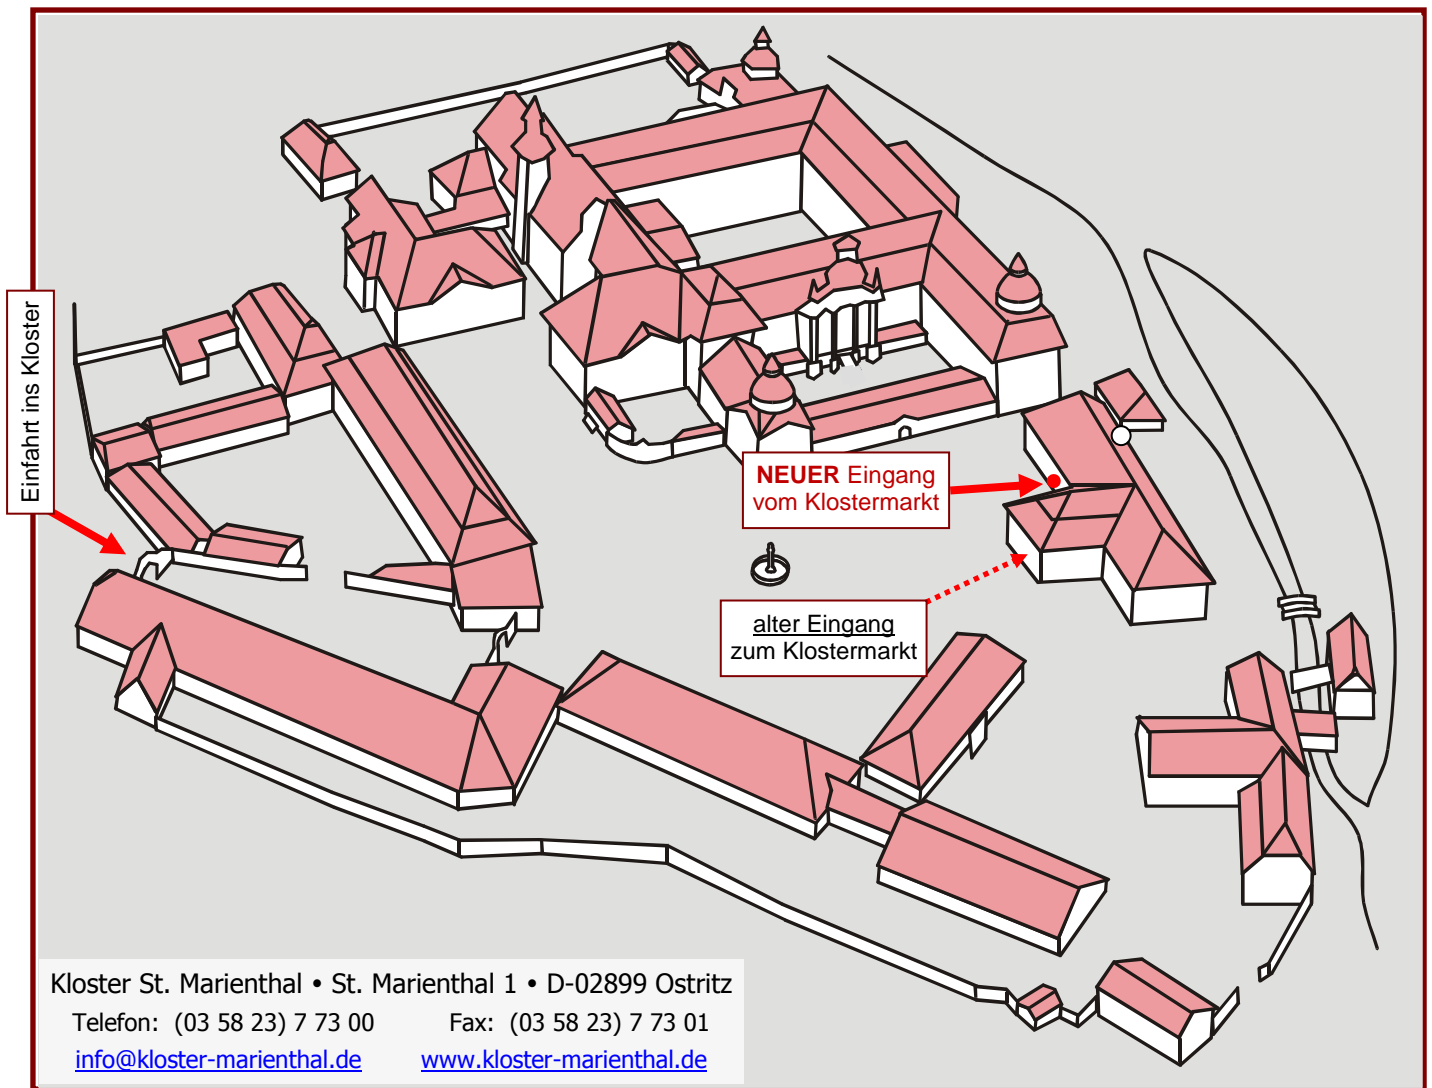 Einfahrt ins Kloster
NEUER Eingang
vom Klostermarkt
alter Eingang
zum Klostermarkt
Kloster St. Marienthal • St. Marienthal 1 • D-02899 Ostritz
Telefon: (03 58 23) 7 73 00 Fax: (03 58 23) 7 73 01
info@kloster-marienthal.de www.kloster-marienthal.de